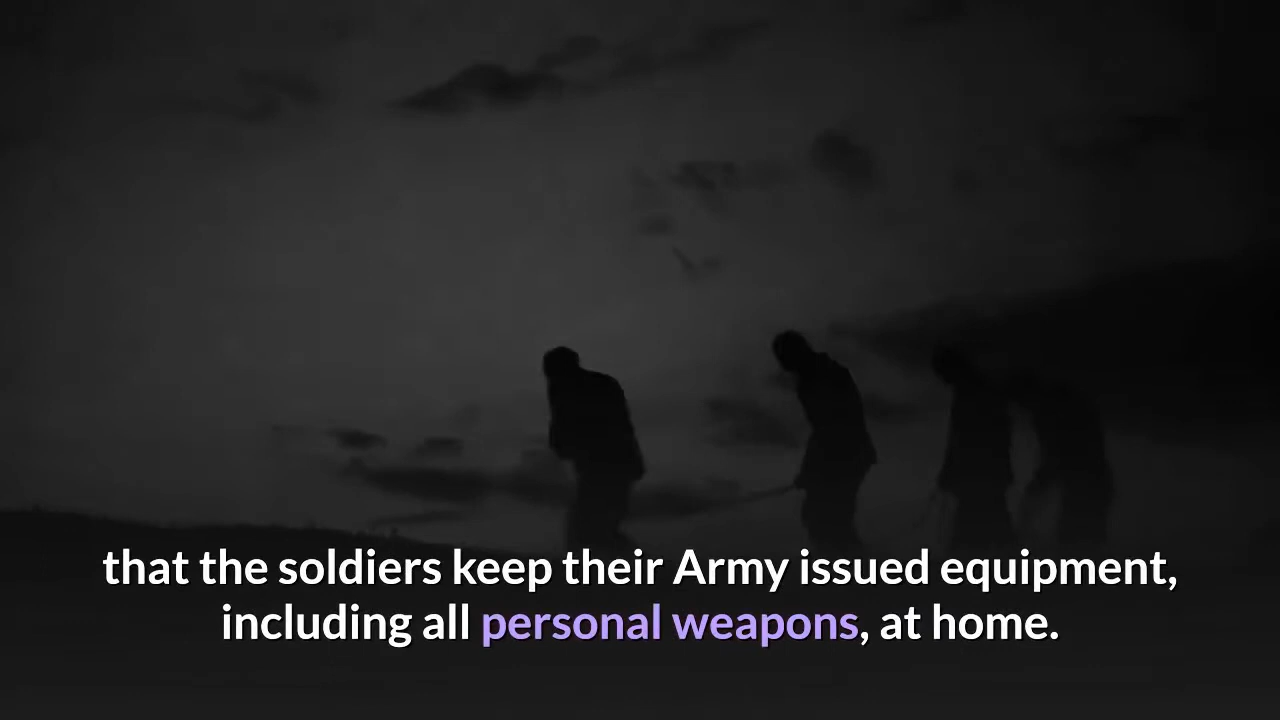 that the soldiers keep their Army issued equipment,
including all personal weapons, at home.